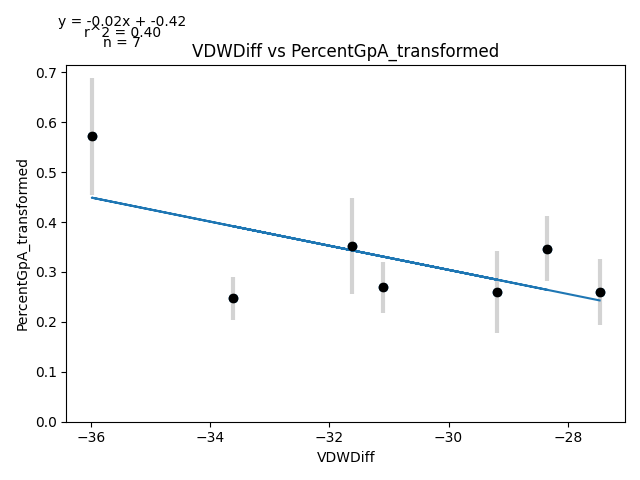 y = -0.02x + -0.42
r^2 = 0.40
n = 7
VDWDiff vs PercentGpA_transformed
PercentGpA_transformed
0.7
0.6
0.5
0.4
0.3
0.2
0.1
0.0
−36 −34 −32 −30 −28
VDWDiff